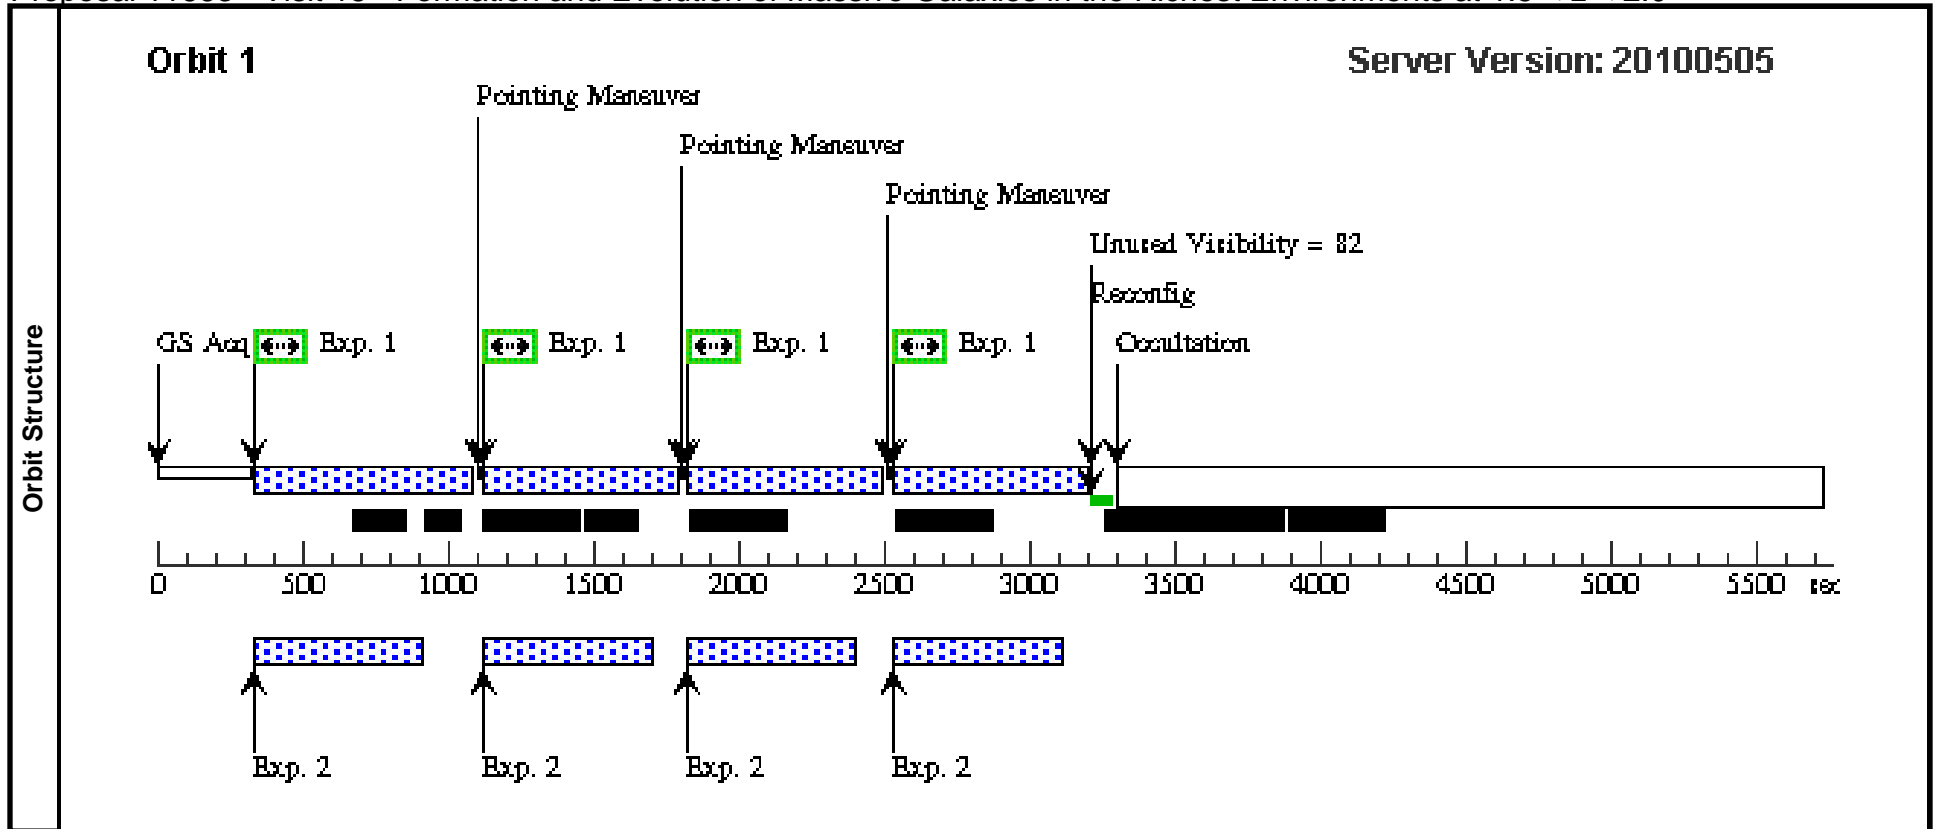 Orbit 1
Server Version: 20100505
Pointing Maneuver
Pointing Maneuver
Pointing Maneuver
Unused Visibility = 82
Reconfig
GS Acq
Exp. 1
Exp. 1
Exp. 1
Exp. 1
Occultation
Orbit Structure
0 500 1000 1500 2000 2500 3000 3500 4000 4500 5000 5500 sec
Exp. 2
Exp. 2
Exp. 2
Exp. 2